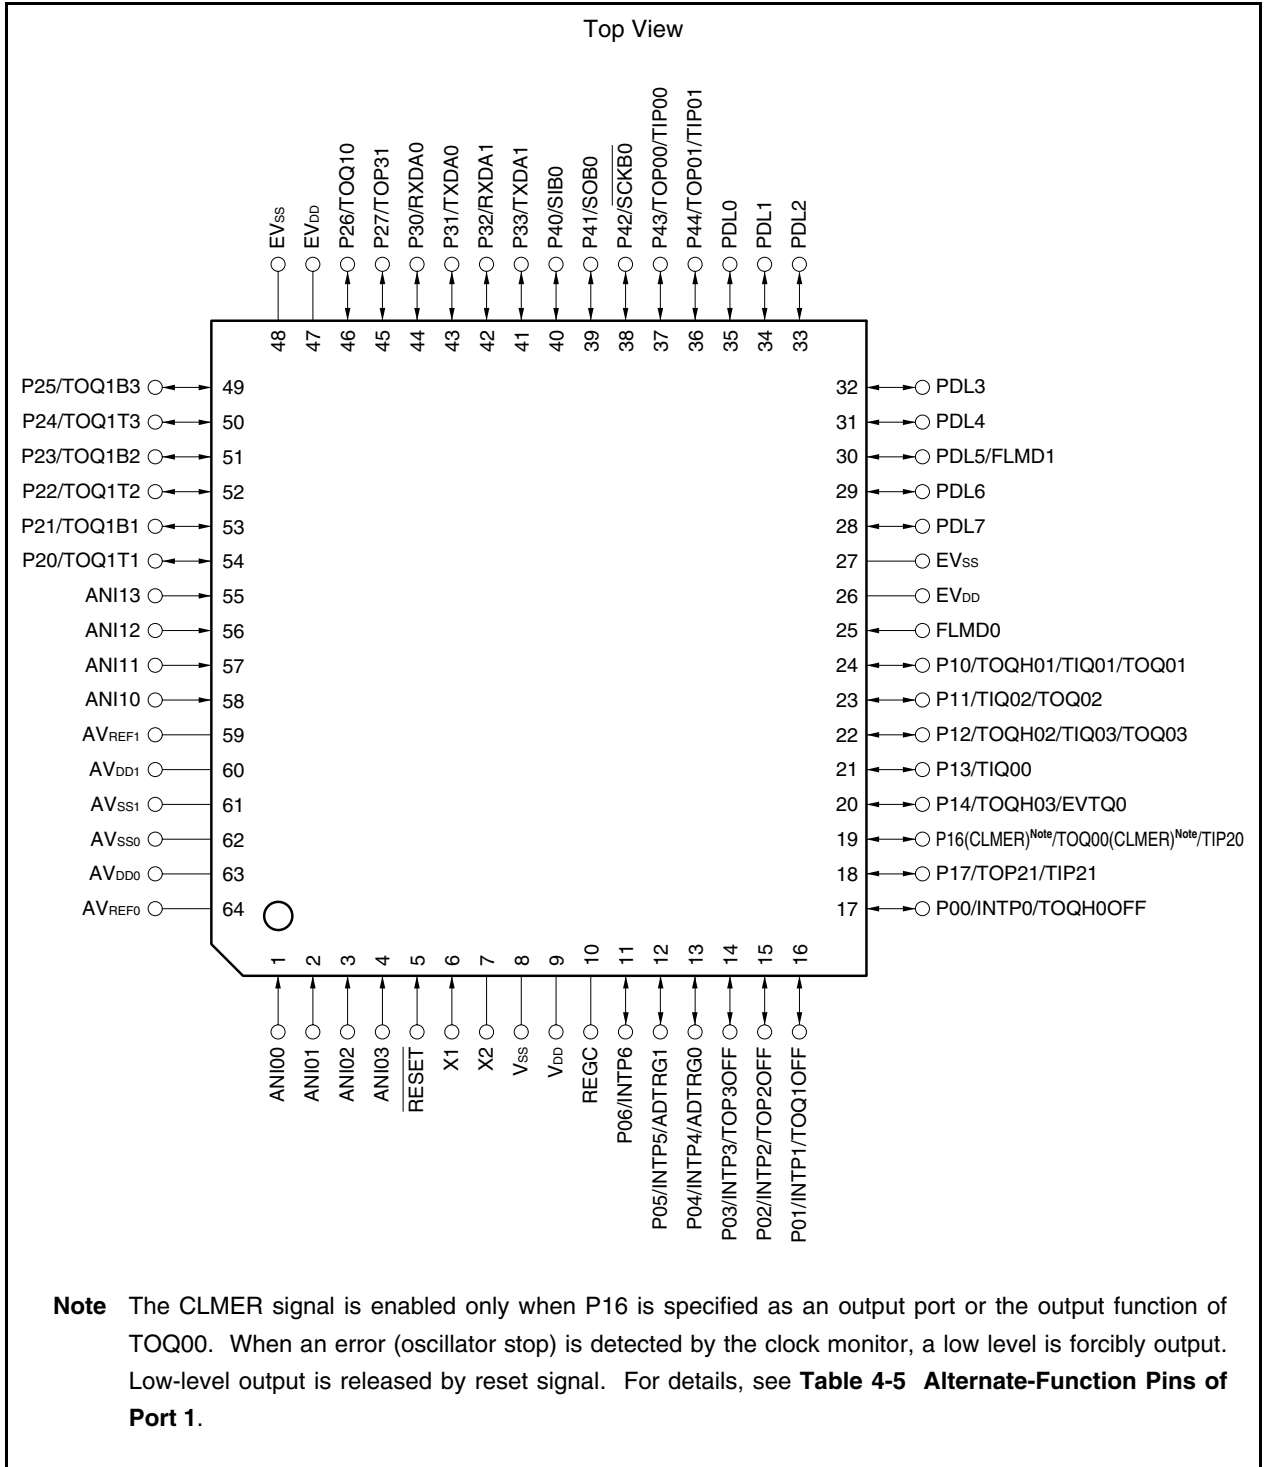 Top View
EVSS
EVDD
P26/TOQ10
P27/TOP31
P30/RXDA0
P31/TXDA0
P32/RXDA1
P33/TXDA1
P40/SIB0
P41/SOB0
P42/SCKB0
P43/TOP00/TIP00
P44/TOP01/TIP01
PDL0
PDL1
PDL2
48 47 46 45 44 43 42 41 40 39 38 37 36 35 34 33
P25/TOQ1B3 49
P24/TOQ1T3 50
P23/TOQ1B2 51
P22/TOQ1T2 52
P21/TOQ1B1 53
P20/TOQ1T1 54
ANI13 55
ANI12 56
ANI11 57
ANI10 58
AVREF1 59
AVDD1 60
AVSS1 61
AVSS0 62
AVDD0 63
AVREF0 64
32 PDL3
31 PDL4
30 PDL5/FLMD1
29 PDL6
28 PDL7
27 EVSS
26 EVDD
25 FLMD0
24 P10/TOQH01/TIQ01/TOQ01
23 P11/TIQ02/TOQ02
22 P12/TOQH02/TIQ03/TOQ03
21 P13/TIQ00
20 P14/TOQH03/EVTQ0
19 P16(CLMER)Note/TOQ00(CLMER)Note/TIP20
18 P17/TOP21/TIP21
17 P00/INTP0/TOQH0OFF
1 2 3 4 5 6 7 8 9 10 11 12 13 14 15 16
ANI00
ANI01
ANI02
ANI03
RESET
X1
X2
VSS
VDD
REGC
P06/INTP6
P05/INTP5/ADTRG1
P04/INTP4/ADTRG0
P03/INTP3/TOP3OFF
P02/INTP2/TOP2OFF
P01/INTP1/TOQ1OFF
Note The CLMER signal is enabled only when P16 is specified as an output port or the output function of
TOQ00. When an error (oscillator stop) is detected by the clock monitor, a low level is forcibly output.
Low-level output is released by reset signal. For details, see Table 4-5 Alternate-Function Pins of
Port 1.